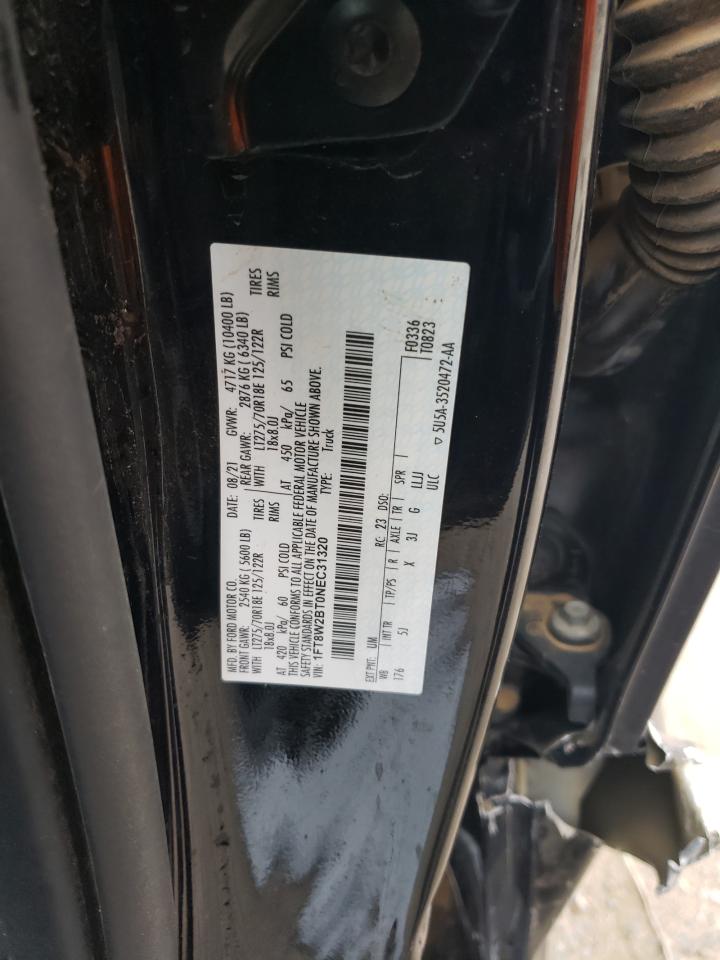 MFD. BY FORD MOTOR CO.
DATE: 08/21 GVWR: 4717 KG (10400 LB)
FRONT GAWR: 2540 KG ( 5600 LB) REAR GAWR: 2876 KG ( 6340 LB)
WITH LT275/70R18E 125/122R TIRES WITH LT275/70R18E 125/122R TIRES
18x8.0J RIMS 18x8.0J RIMS
AT 420 kPa/ 60 PSI COLD AT 450 kPa/ 65 PSI COLD
THIS VEHICLE CONFORMS TO ALL APPLICABLE FEDERAL MOTOR VEHICLE
SAFETY STANDARDS IN EFFECT ON THE DATE OF MANUFACTURE SHOWN ABOVE.
VIN: 1FT8W2BT0NEC31320 TYPE: Truck
EXT PNT: UM RC: 23 DSO: F0336
T0823
WB INT TR TP/PS R AXLE TR SPR
176 5J X 3J G LLJJ
UJLC
5U5A-3520472-AA